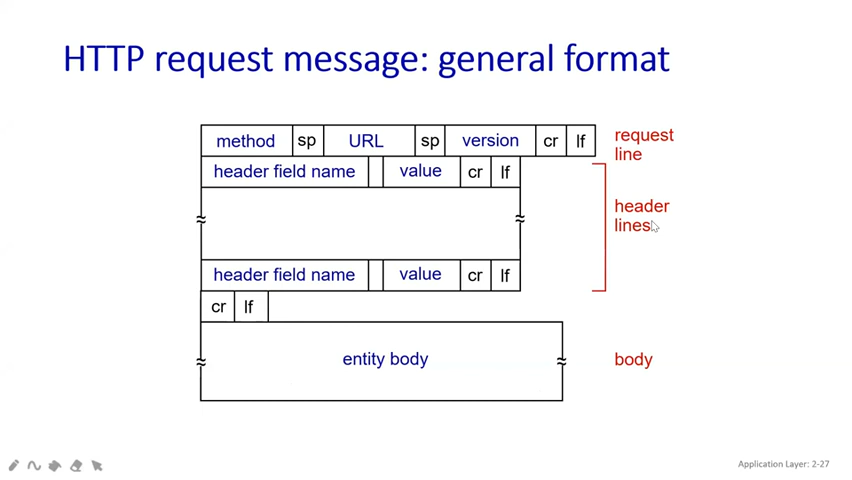 HTTP request message: general format
method sp URL sp version cr lf
request
line
header field name value cr lf
header
lines
header field name value cr lf
cr lf
entity body
body
Application Layer: 2-27